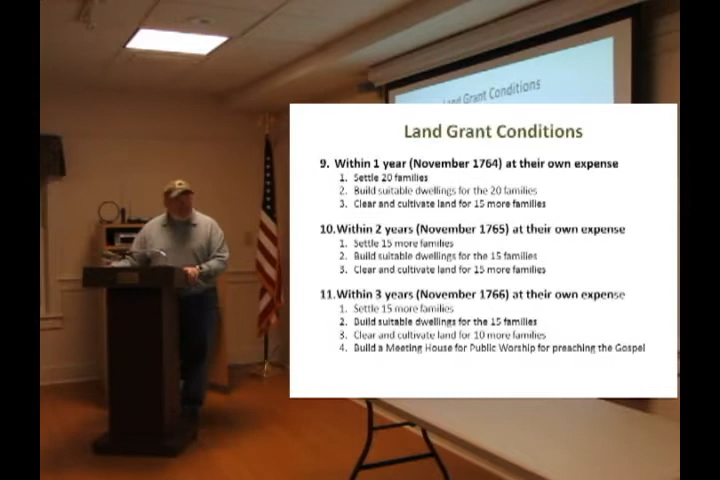 Land Grant Conditions
Land Grant Conditions
9. Within 1 year (November 1764) at their own expense
1. Settle 20 families
2. Build suitable dwellings for the 20 families
3. Clear and cultivate land for 15 more families
10.Within 2 years (November 1765) at their own expense
1. Settle 15 more families
2. Build suitable dwellings for the 15 families
3. Clear and cultivate land for 15 more families
11.Within 3 years (November 1766) at their own expense
1. Settle 15 more families
2. Build suitable dwellings for the 15 families
3. Clear and cultivate land for 10 more families
4. Build a Meeting House for Public Worship for preaching the Gospel